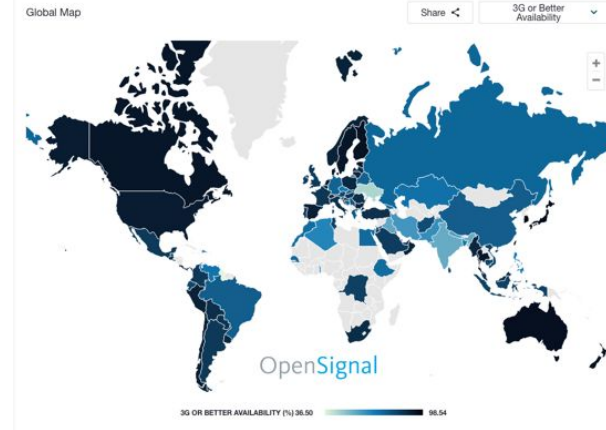 Global Map
Share
3G or Better
Availability
+
−
OpenSignal
3G OR BETTER AVAILABILITY (%) 36.50 98.54